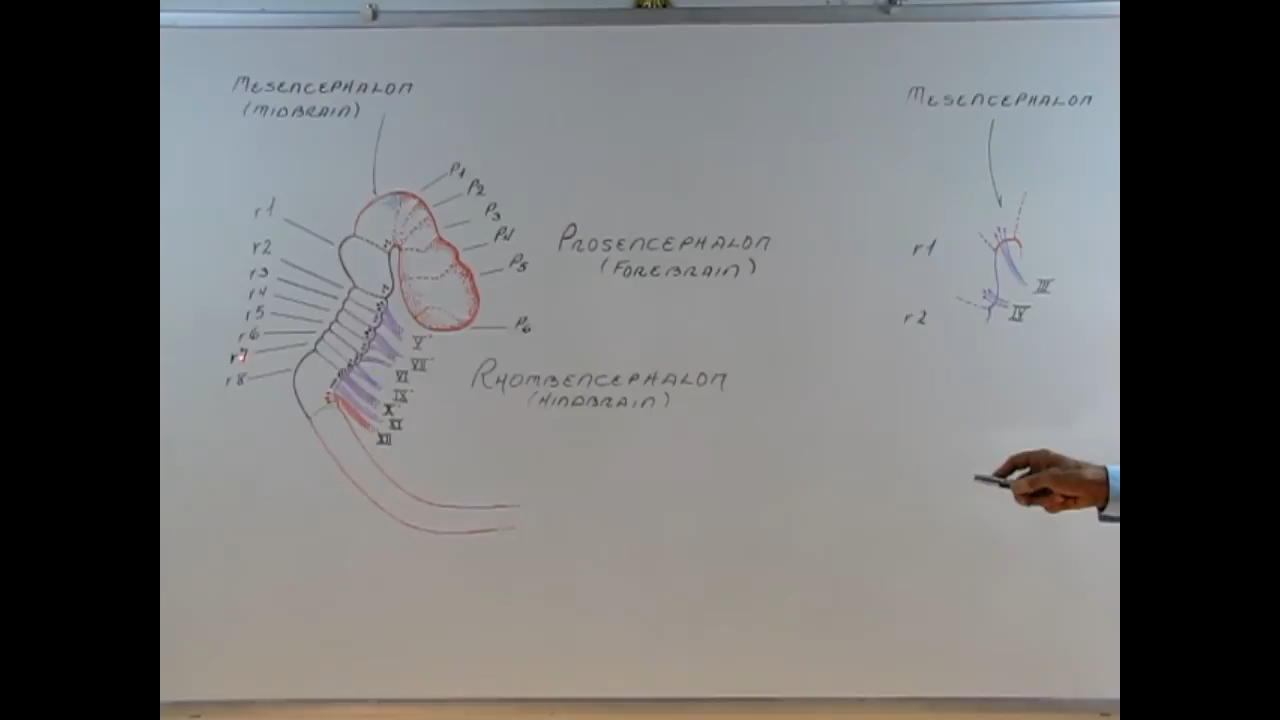 MESENCEPHALON
(MIDBRAIN)
r1
r2
r3
r4
r5
r6
r7
r8
P1
P2
P3
P4
P5
P6
PROSENCEPHALON
(FOREBRAIN)
V
VII
VI
IX
X
XI
XII
RHOMBENCEPHALON
(HINDBRAIN)
MESENCEPHALON
r1
r2
III
IV